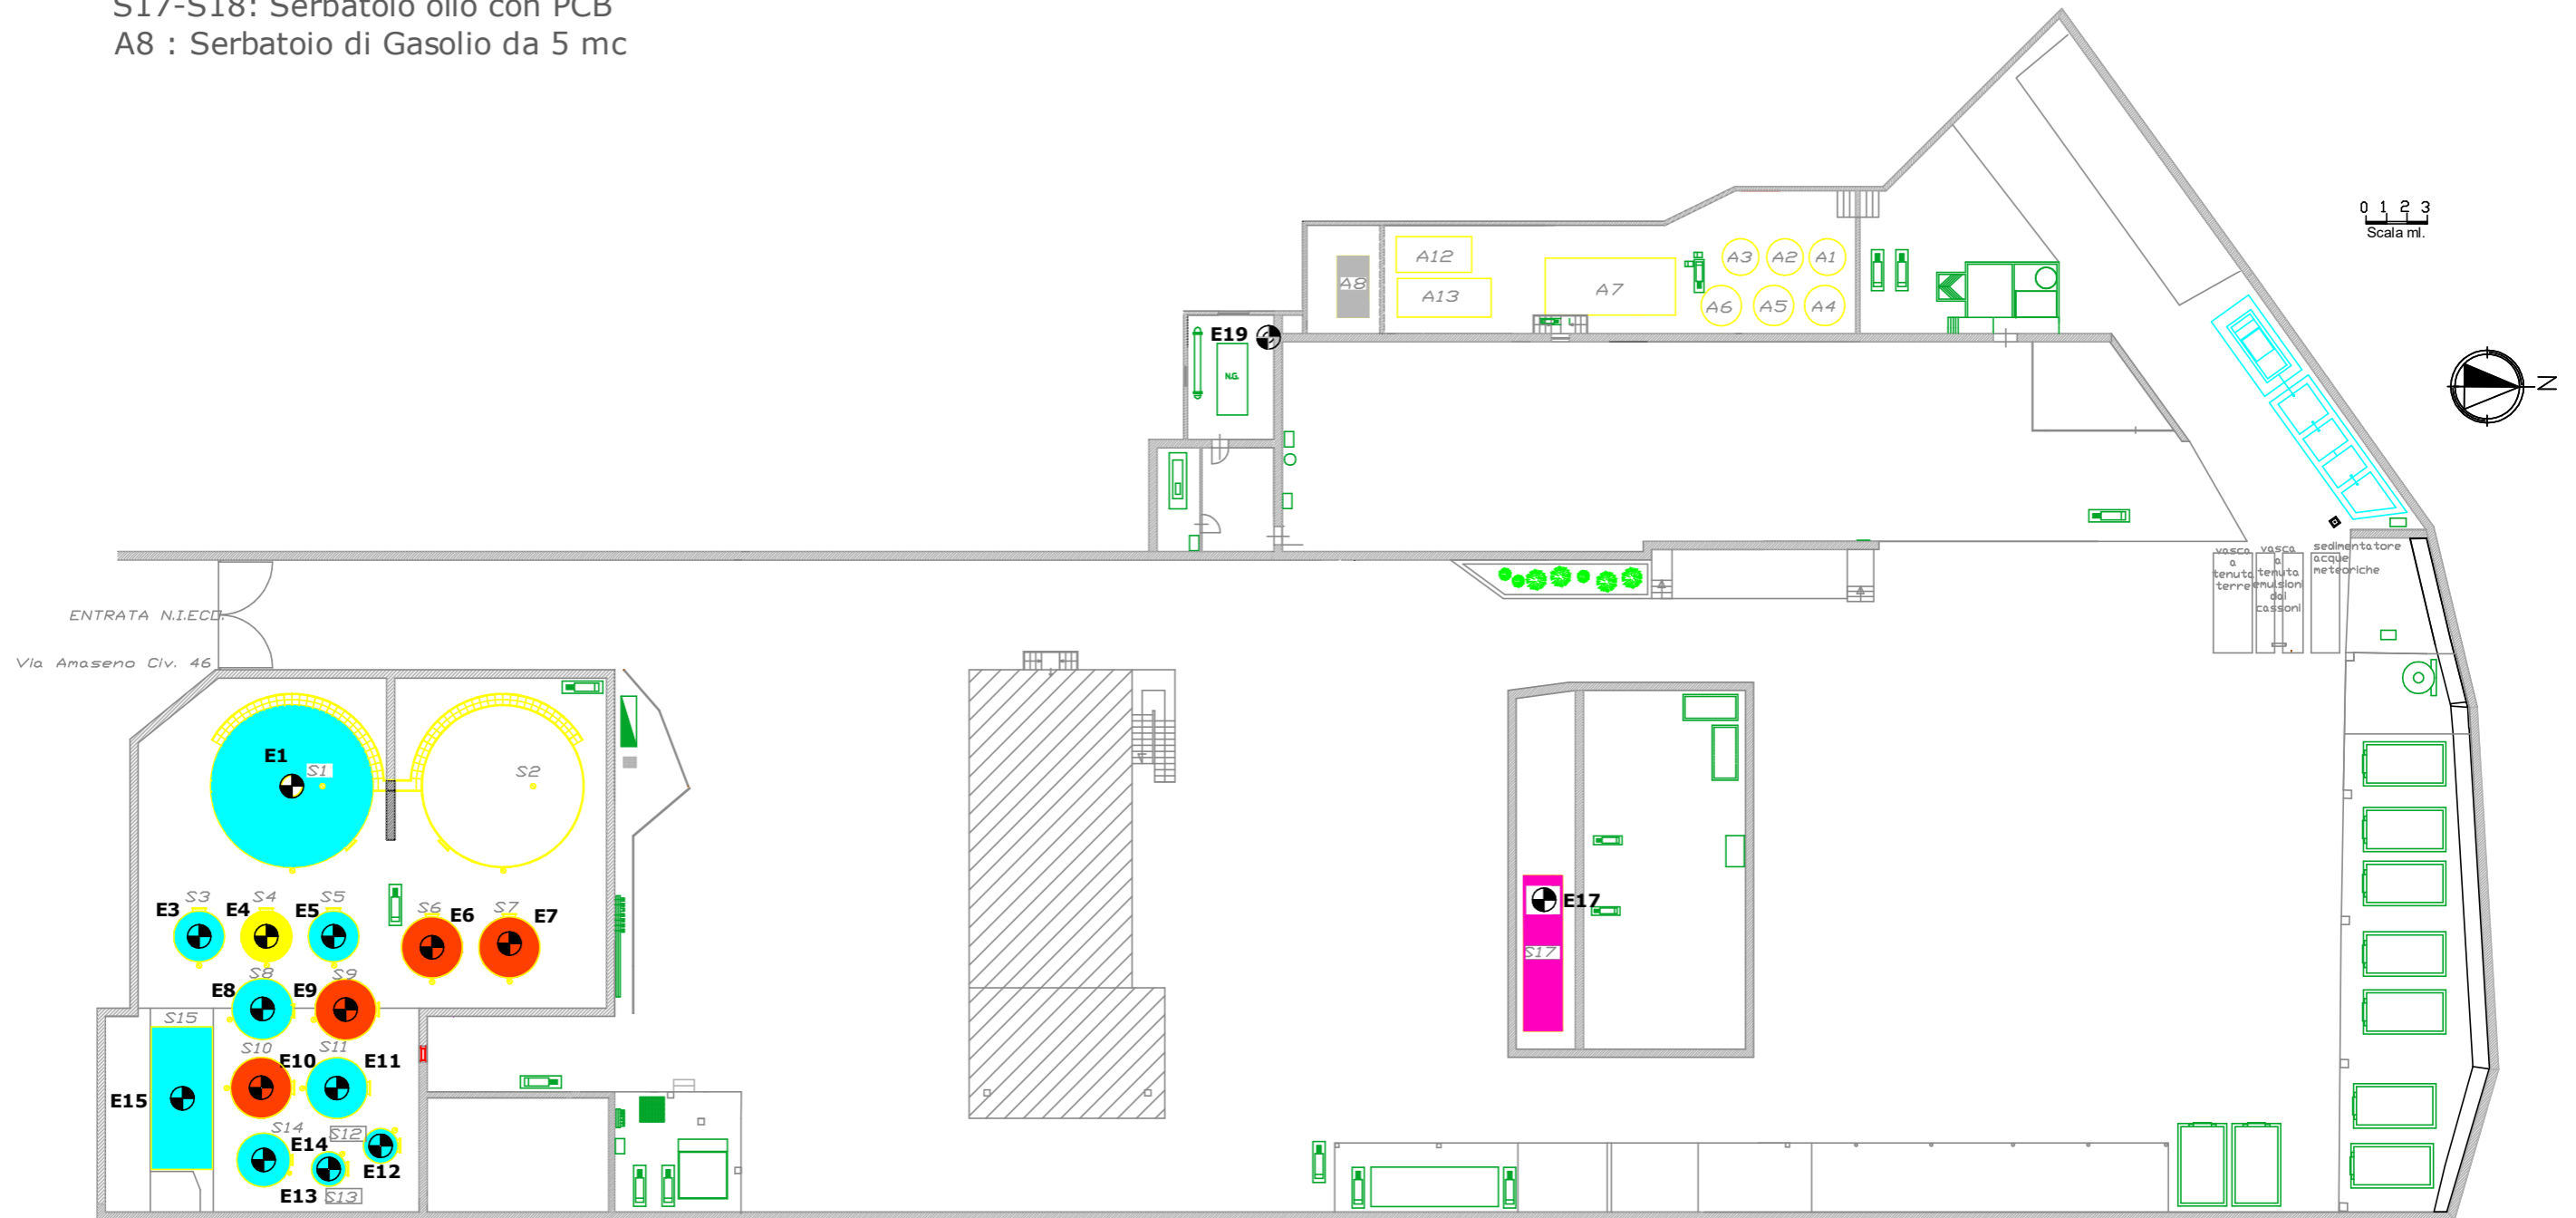 S17-S18: Serbatoio olio con PCB
A8 : Serbatoio di Gasolio da 5 mc
0 1 2 3
Scala ml.
A12
A3 A2 A1
A8
A13
A7
A6 A5 A4
E19
N.G.
N
vasca
a
tenuta
terre
vasca
a
tenuta
emulsioni
dai
cassoni
sedimentatore
acque
meteoriche
ENTRATA N.I.ECO.
Via Amaseno Civ. 46
E1
S1
S2
S3 S4 S5
E3 E4 E5
S6 S7
E6 E7
S8 S9
E8 E9
E17
S17
S15
S10 S11
E10 E11
E15
S14 S12
E14
E12
E13 S13